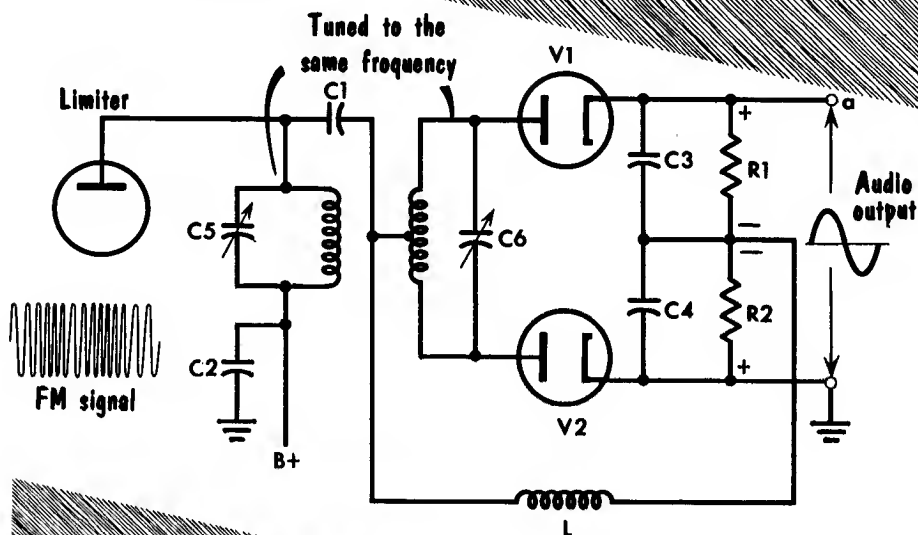 Tuned to the
same froquency
Limiter
C1
V1
a
+
C3
R1
Audio
output
C5
C6
−
−
C4
R2
C2
+
FM signal
V2
B+
L